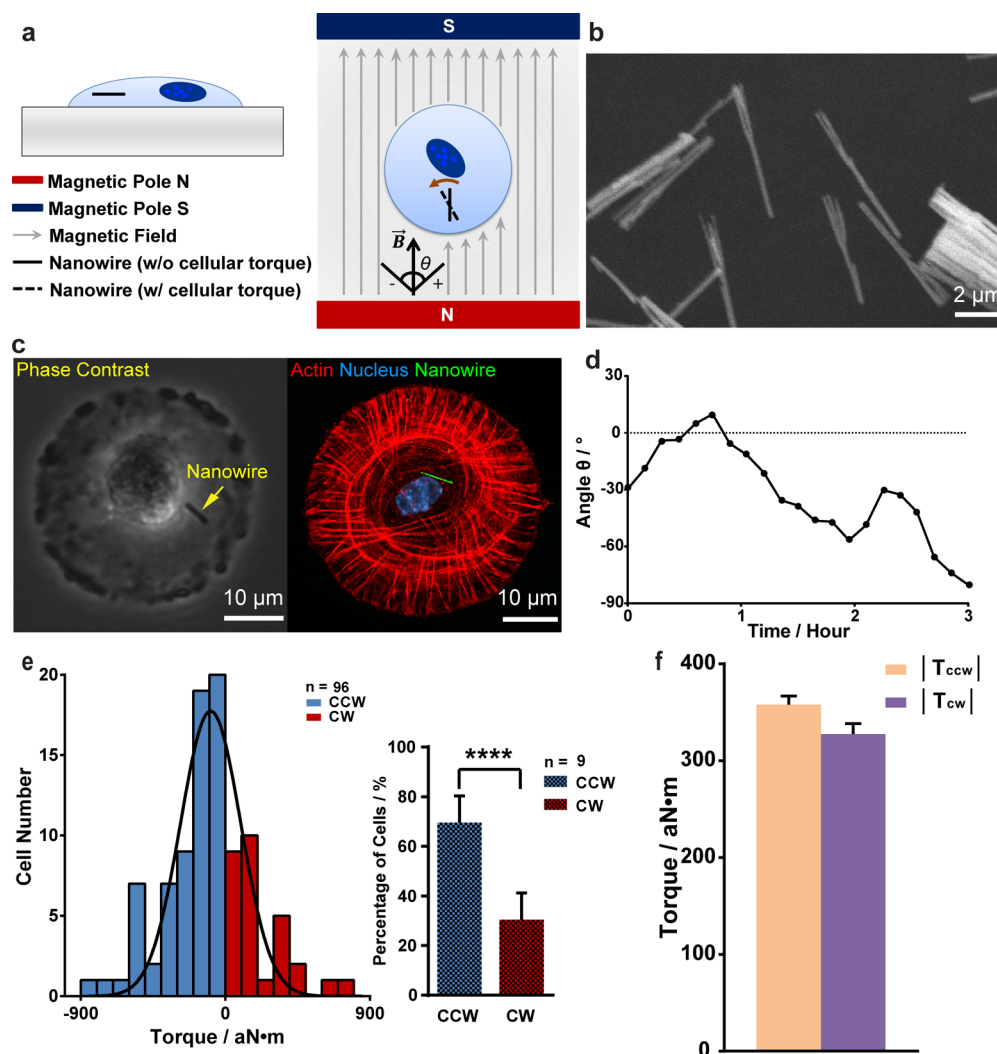 a
S
Magnetic Pole N
Magnetic Pole S
Magnetic Field
Nanowire (w/o cellular torque)
Nanowire (w/ cellular torque)
B
θ
- +
N
b
2 μm
c
Phase Contrast
Nanowire
10 μm
Actin Nucleus Nanowire
10 μm
d
30
0
-30
-60
-90
Angle θ / °
0 1 2 3
Time / Hour
e
20
15
10
5
0
Cell Number
n = 96
CCW
CW
-900 0 900
Torque / aN•m
100
80
60
40
20
0
Percentage of Cells / %
****
n = 9
CCW
CW
CCW CW
f
400
300
200
100
0
Torque / aN•m
|TCCW|
|TCW|